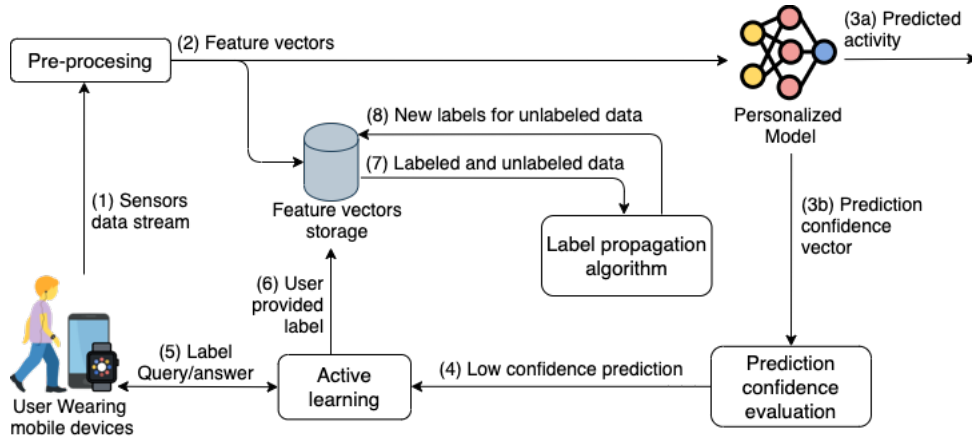 (2) Feature vectors
(3a) Predicted
activity
Pre-procesing
Personalized
Model
(8) New labels for unlabeled data
(7) Labeled and unlabeled data
(1) Sensors
data stream
Feature vectors
storage
Label propagation
algorithm
(3b) Prediction
confidence
vector
(6) User
provided
label
(5) Label
Query/answer
Active
learning
(4) Low confidence prediction
Prediction
confidence
evaluation
User Wearing
mobile devices